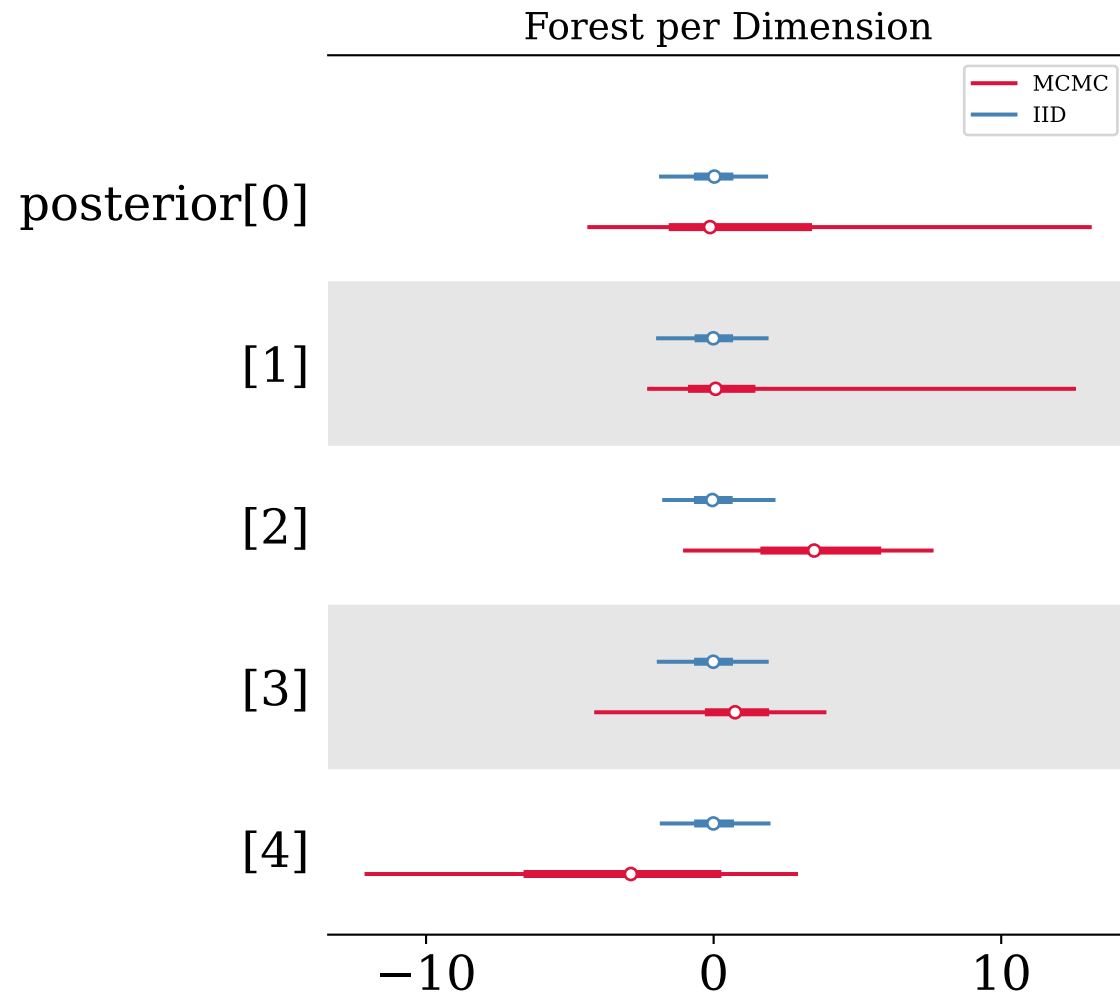 Forest per Dimension
MCMC
IID
posterior[0]
[1]
[2]
[3]
[4]
−10 0 10